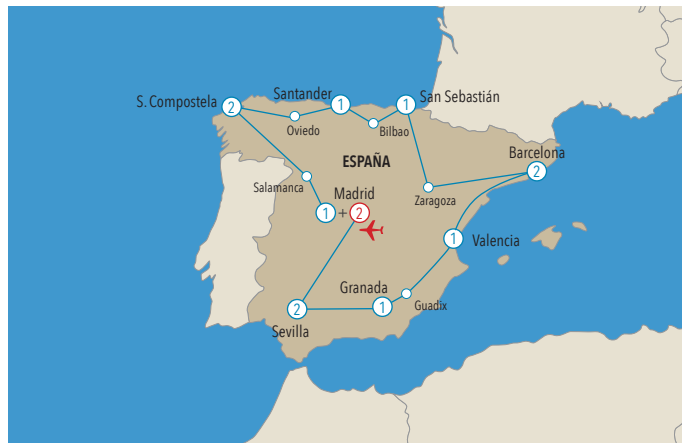 Santander
S. Compostela
2
1
1
San Sebastián
Oviedo
Bilbao
ESPAÑA
Barcelona
2
Salamanca
Madrid
Zaragoza
1 + 2
1
Valencia
Granada
Guadix
2
1
Sevilla